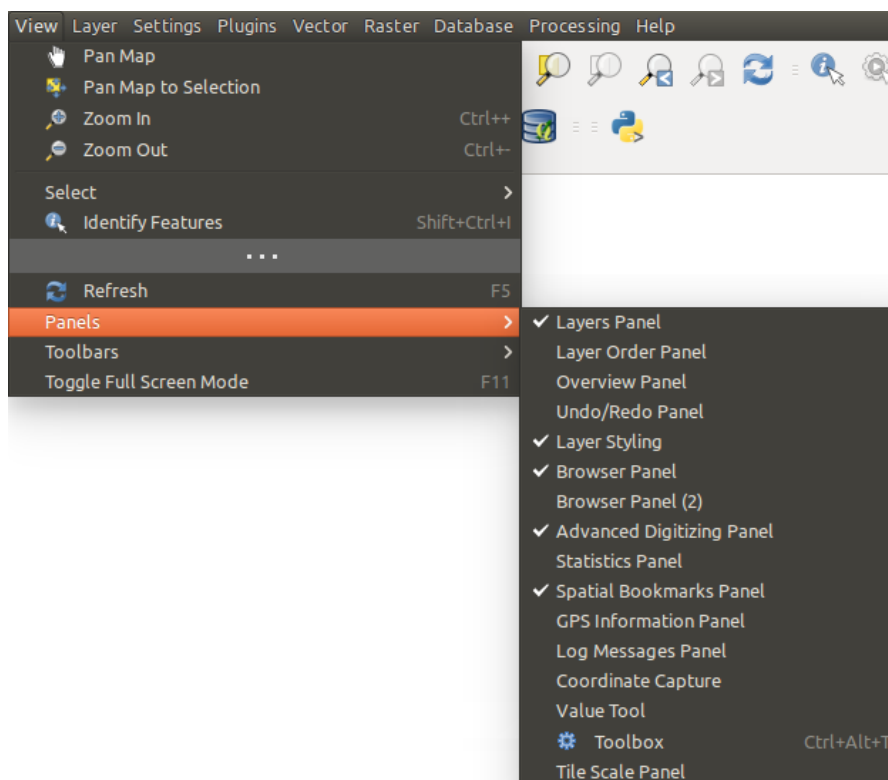 View Layer Settings Plugins Vector Raster Database Processing Help
Pan Map
Pan Map to Selection
Zoom In Ctrl++
Zoom Out Ctrl+-
Select
Identify Features Shift+Ctrl+I
...
Refresh F5
Panels
Toolbars
Toggle Full Screen Mode F11
Layers Panel
Layer Order Panel
Overview Panel
Undo/Redo Panel
Layer Styling
Browser Panel
Browser Panel (2)
Advanced Digitizing Panel
Statistics Panel
Spatial Bookmarks Panel
GPS Information Panel
Log Messages Panel
Coordinate Capture
Value Tool
Toolbox Ctrl+Alt+T
Tile Scale Panel